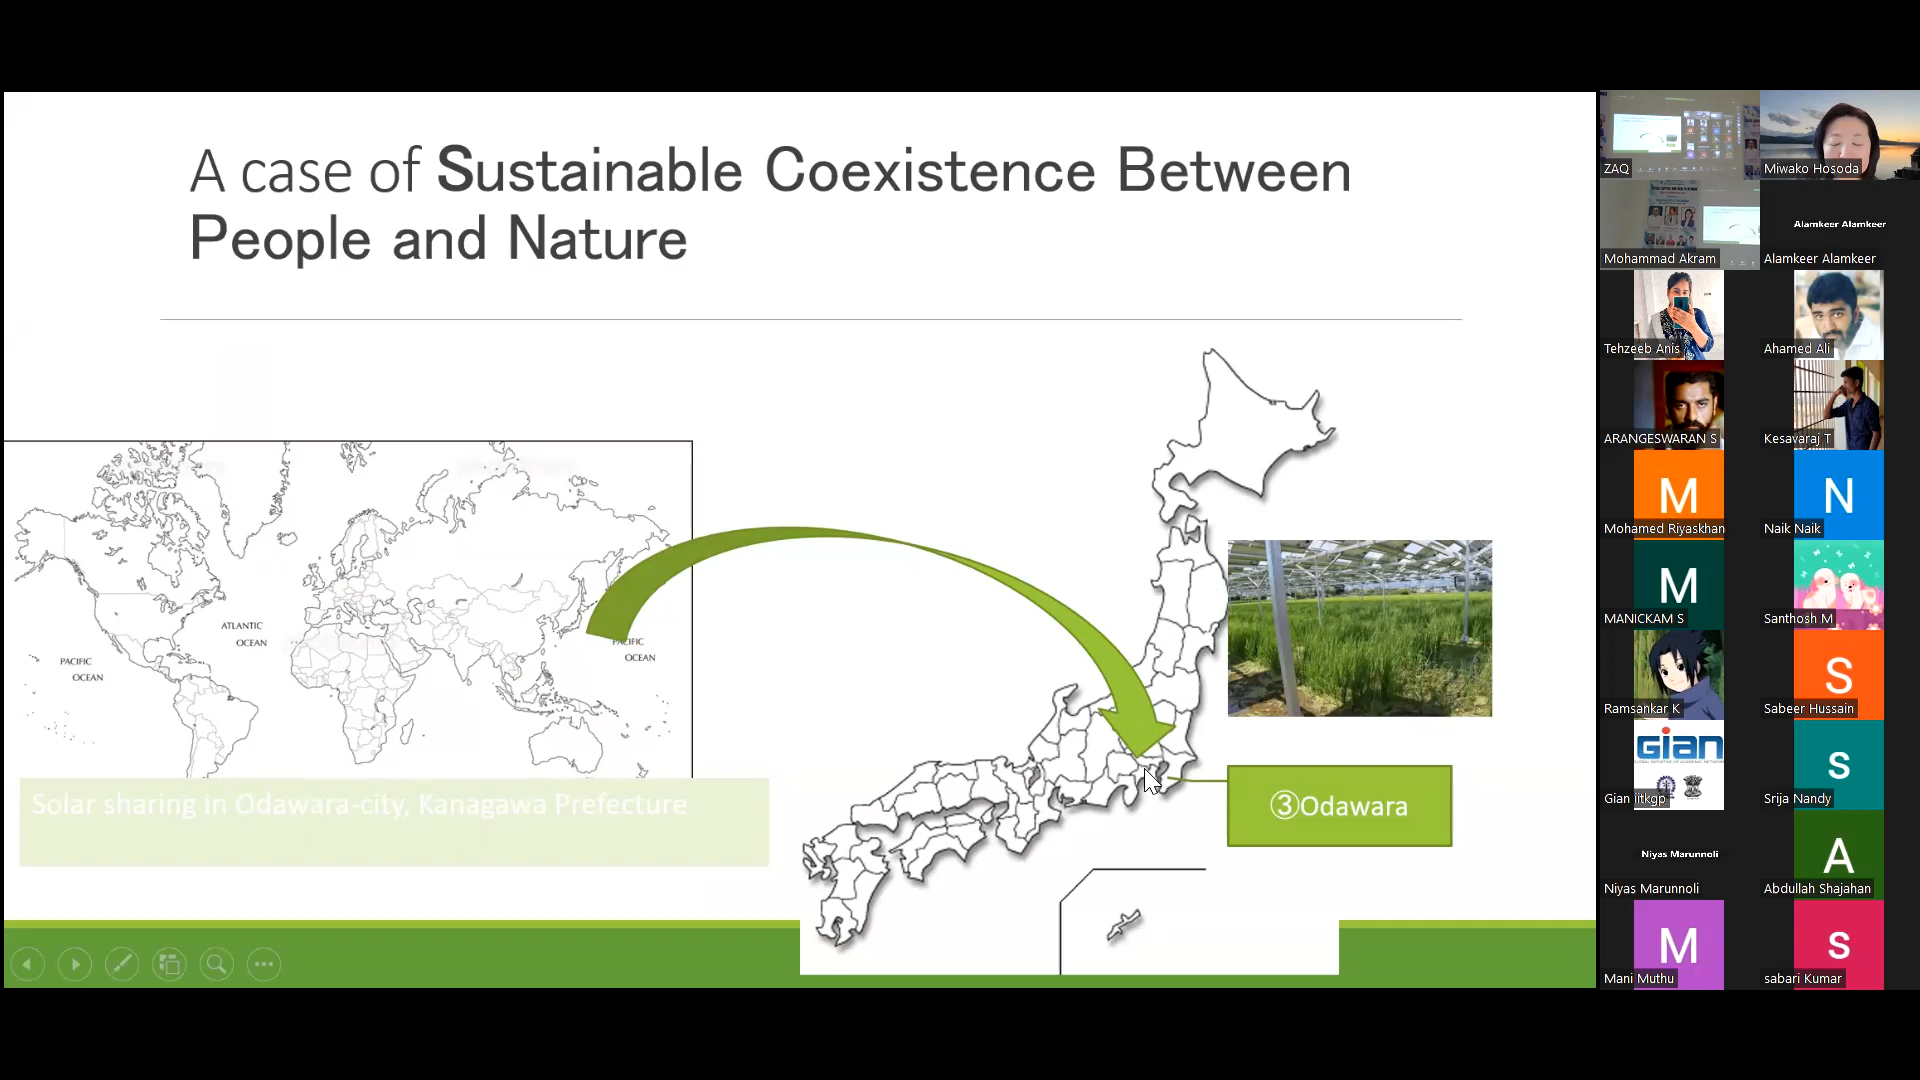 A case of Sustainable Coexistence Between
People and Nature
ATLANTIC
OCEAN
PACIFIC
OCEAN
PACIFIC
OCEAN
Solar sharing in Odawara-city, Kanagawa Prefecture
③Odawara
ZAQ
Miwako Hosoda
Mohammad Akram
Alamkeer Alamkeer
Alamkeer Alamkeer
Tehzeeb Anis
Ahamed Ali
ARANGESWARAN S
Kesavaraj T
M
Mohamed Riyaskhan
N
Naik Naik
M
MANICKAM S
Santhosh M
Ramsankar K
S
Sabeer Hussain
Gian
Gian iitkgp
s
Srija Nandy
Niyas Marunnoli
Niyas Marunnoli
A
Abdullah Shajahan
M
Mani Muthu
s
sabari Kumar